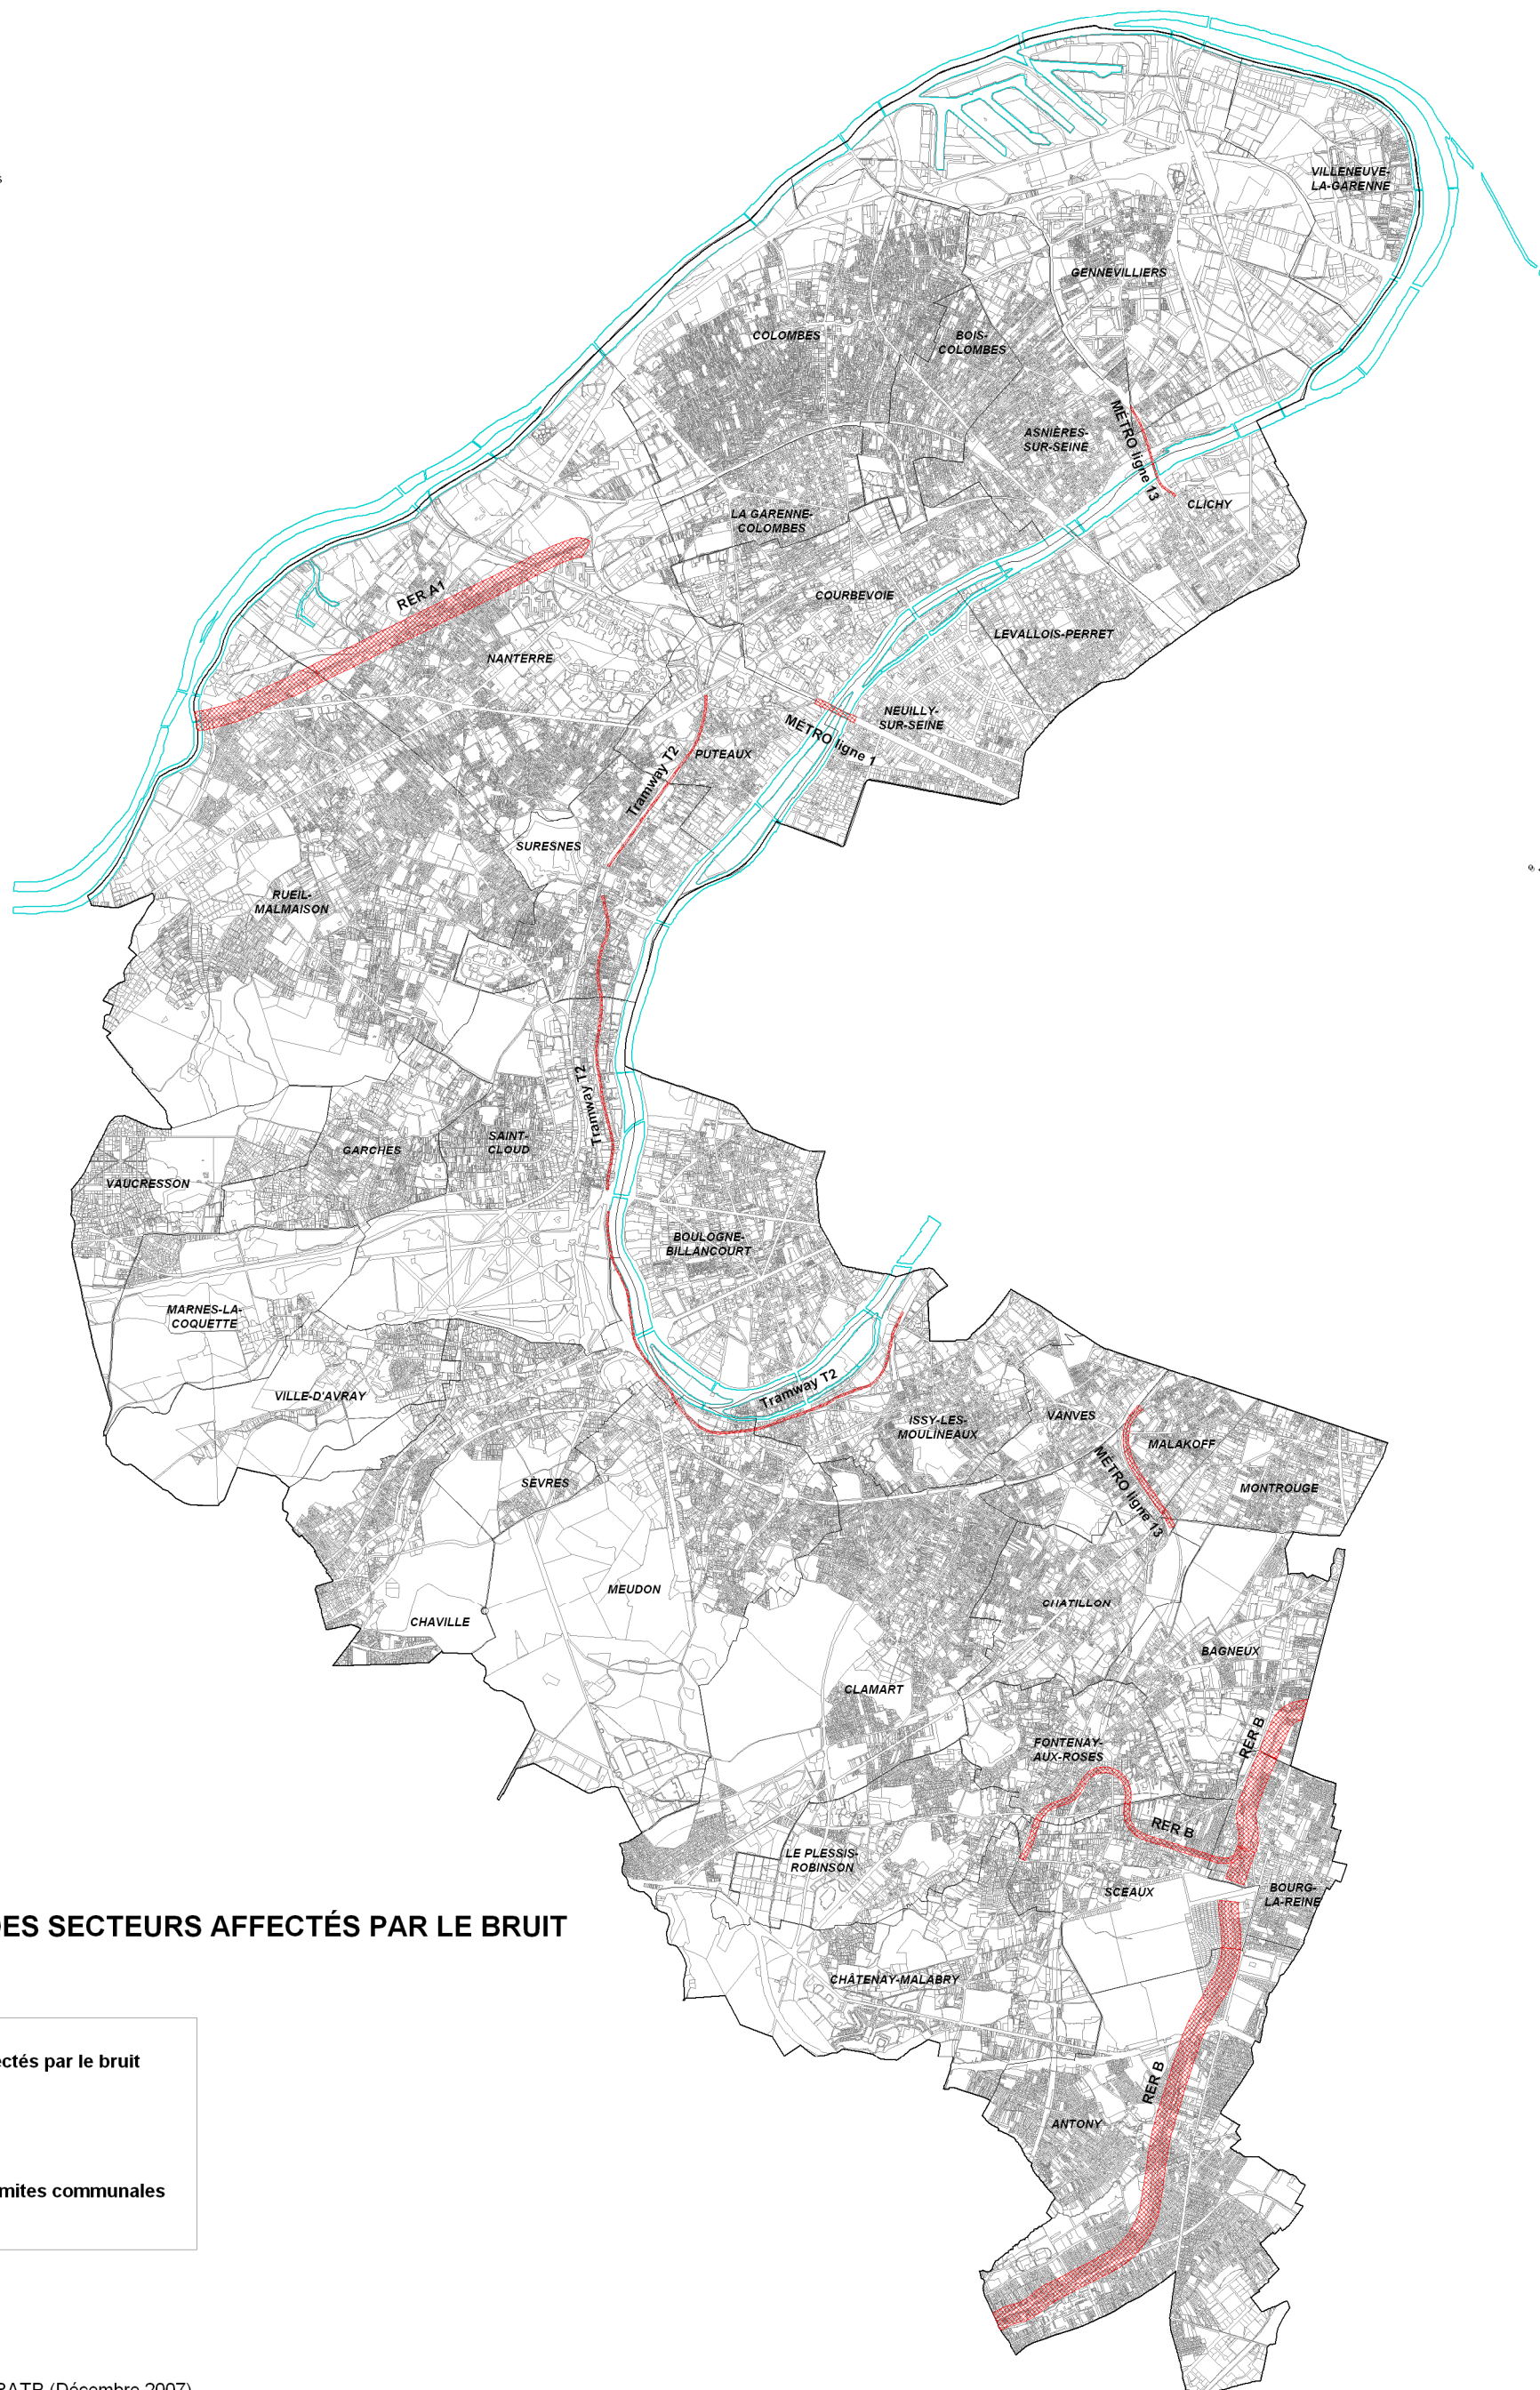 VILLENEUVE-
LA-GARENNE
GENNEVILLIERS
COLOMBES
BOIS-
COLOMBES
MÉTRO ligne 13
ASNIÈRES-
SUR-SEINE
CLICHY
LA GARENNE-
COLOMBES
RER A1
COURBEVOIE
LEVALLOIS-PERRET
NANTERRE
NEUILLY-
SUR-SEINE
MÉTRO ligne 1
PUTEAUX
Tramway T2
SURESNES
RUEIL-
MALMAISON
Tramway T2
SAINT-
CLOUD
GARCHES
VAUCRESSON
BOULOGNE-
BILLANCOURT
MARNES-LA-
COQUETTE
VILLE-D'AVRAY
Tramway T2
ISSY-LES-
MOULINEAUX
VANVES
MALAKOFF
MÉTRO ligne 13
MONTROUGE
SÈVRES
MEUDON
CHATILLON
CHAVILLE
BAGNEUX
CLAMART
RER B
FONTENAY-
AUX-ROSES
RER B
LE PLESSIS-
ROBINSON
SCEAUX
BOURG-
LA-REINE
DES SECTEURS AFFECTÉS PAR LE BRUIT
CHÂTENAY-MALABRY
ectés par le bruit
RER B
ANTONY
mites communales
RATP (Décembre 2007)